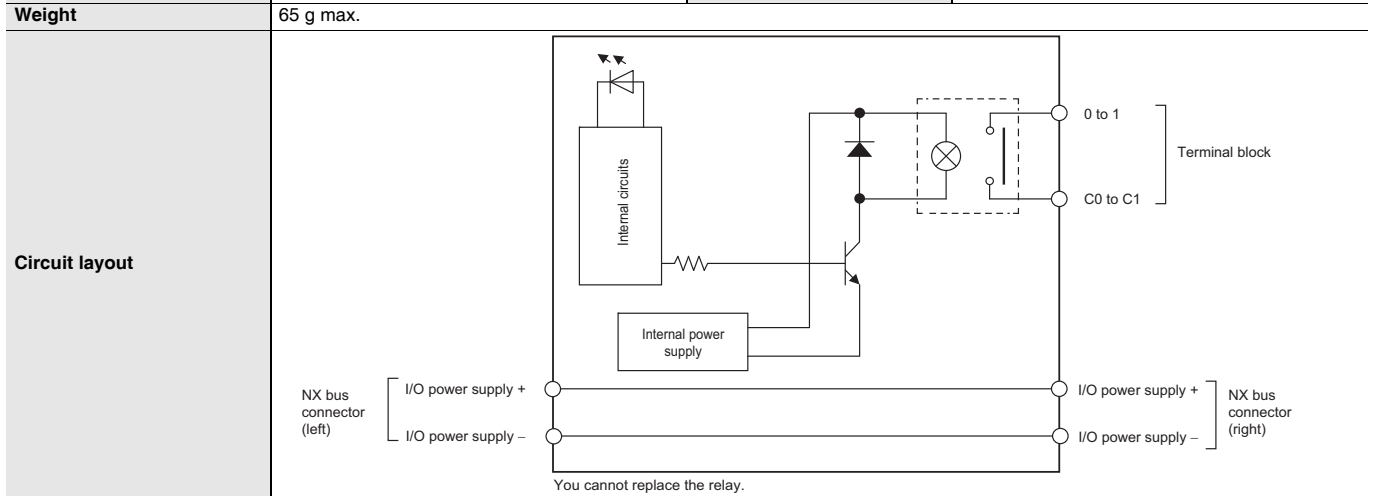 Weight
65 g max.
Circuit layout
Internal circuits
0 to 1
Terminal block
C0 to C1
Internal power
supply
NX bus
connector
(left)
I/O power supply +
I/O power supply –
I/O power supply +
I/O power supply –
NX bus
connector
(right)
You cannot replace the relay.